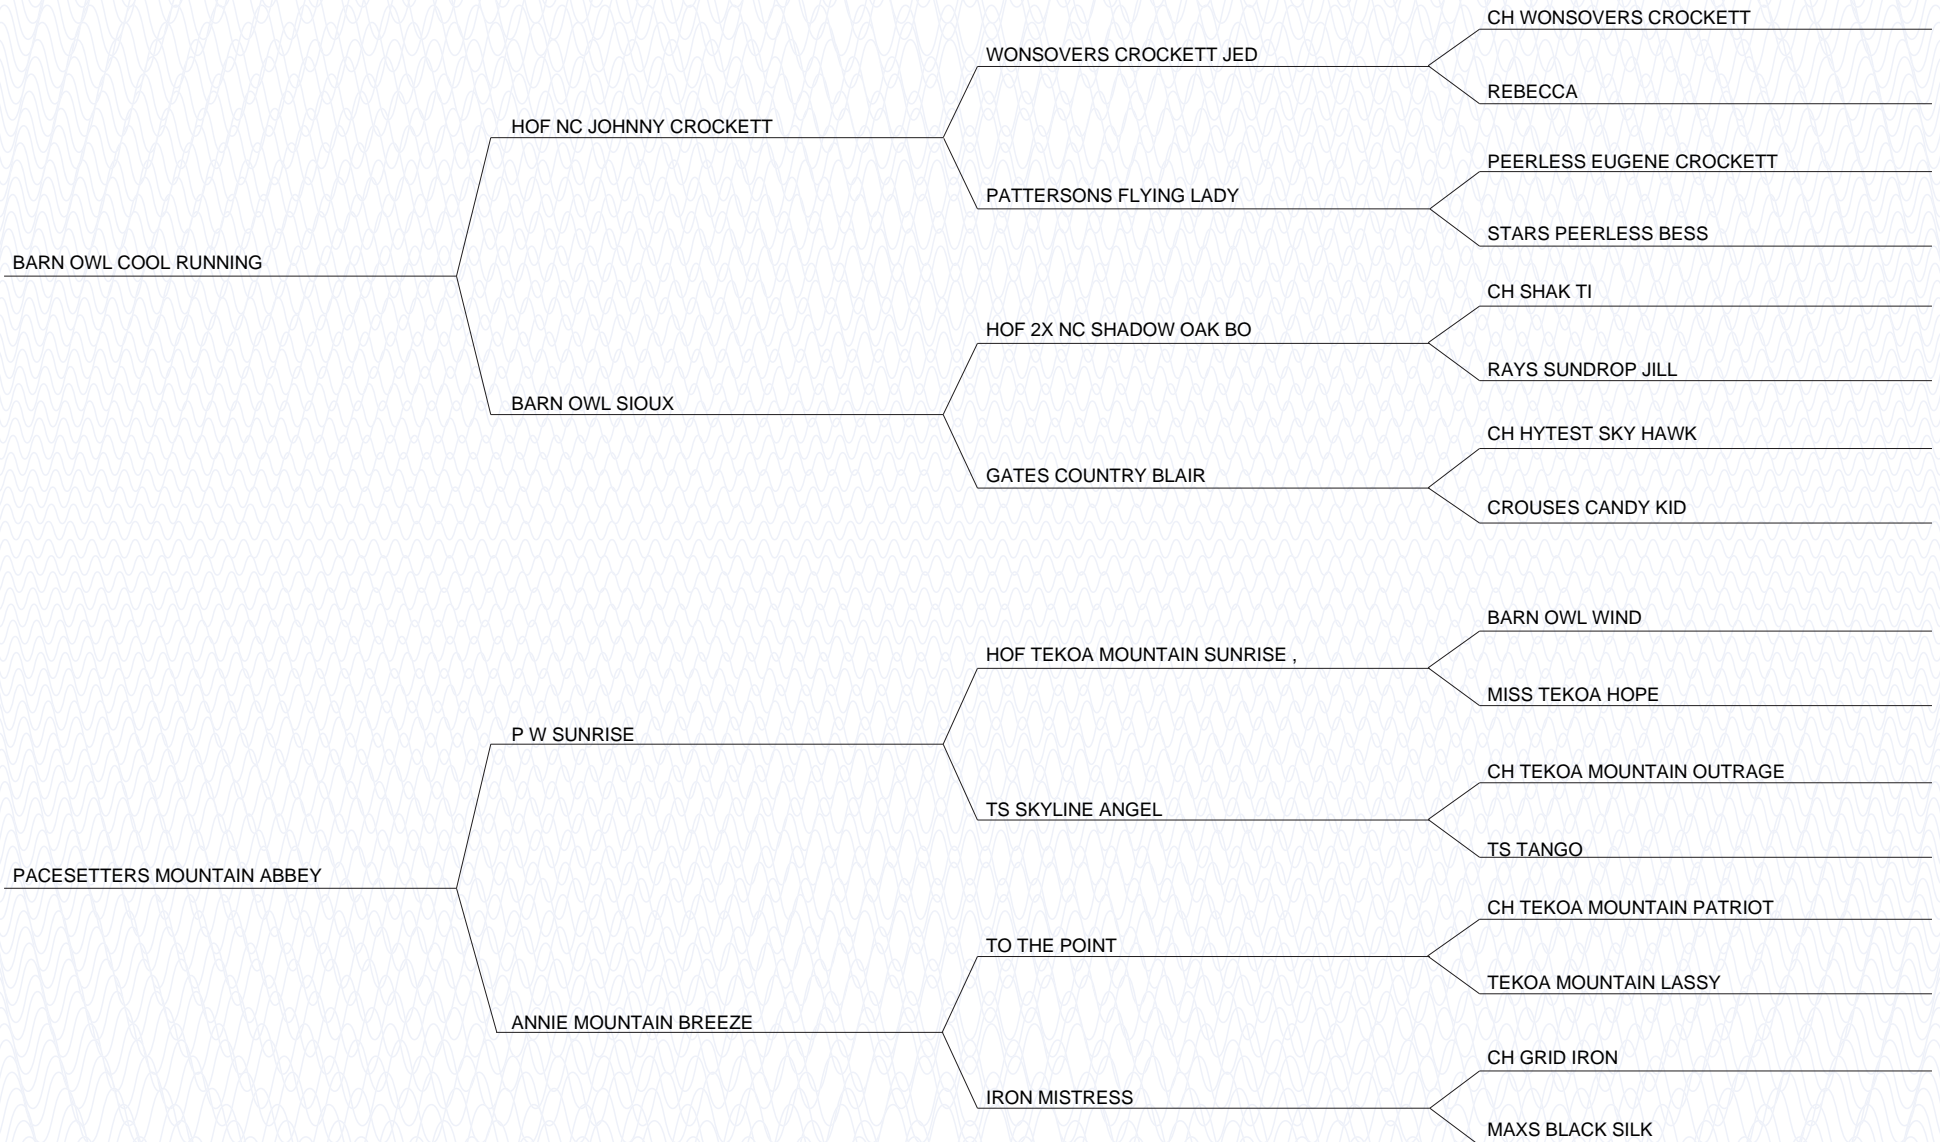 CH WONSOVERS CROCKETT
WONSOVERS CROCKETT JED
REBECCA
HOF NC JOHNNY CROCKETT
PEERLESS EUGENE CROCKETT
PATTERSONS FLYING LADY
STARS PEERLESS BESS
BARN OWL COOL RUNNING
CH SHAK TI
HOF 2X NC SHADOW OAK BO
RAYS SUNDROP JILL
BARN OWL SIOUX
CH HYTEST SKY HAWK
GATES COUNTRY BLAIR
CROUSES CANDY KID
BARN OWL WIND
HOF TEKOA MOUNTAIN SUNRISE ,
MISS TEKOA HOPE
P W SUNRISE
CH TEKOA MOUNTAIN OUTRAGE
TS SKYLINE ANGEL
TS TANGO
PACESETTERS MOUNTAIN ABBEY
CH TEKOA MOUNTAIN PATRIOT
TO THE POINT
TEKOA MOUNTAIN LASSY
ANNIE MOUNTAIN BREEZE
CH GRID IRON
IRON MISTRESS
MAXS BLACK SILK